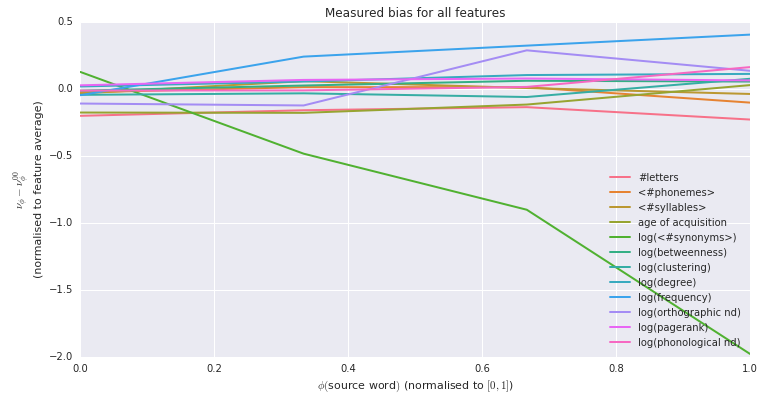 Measured bias for all features
0.5
0.0
−0.5
−1.0
−1.5
−2.0
ν_ϕ − ν_ϕ^00
(normalised to feature average)
#letters
<#phonemes>
<#syllables>
age of acquisition
log(<#synonyms>)
log(betweenness)
log(clustering)
log(degree)
log(frequency)
log(orthographic nd)
log(pagerank)
log(phonological nd)
0.0 0.2 0.4 0.6 0.8 1.0
ϕ(source word) (normalised to [0, 1])